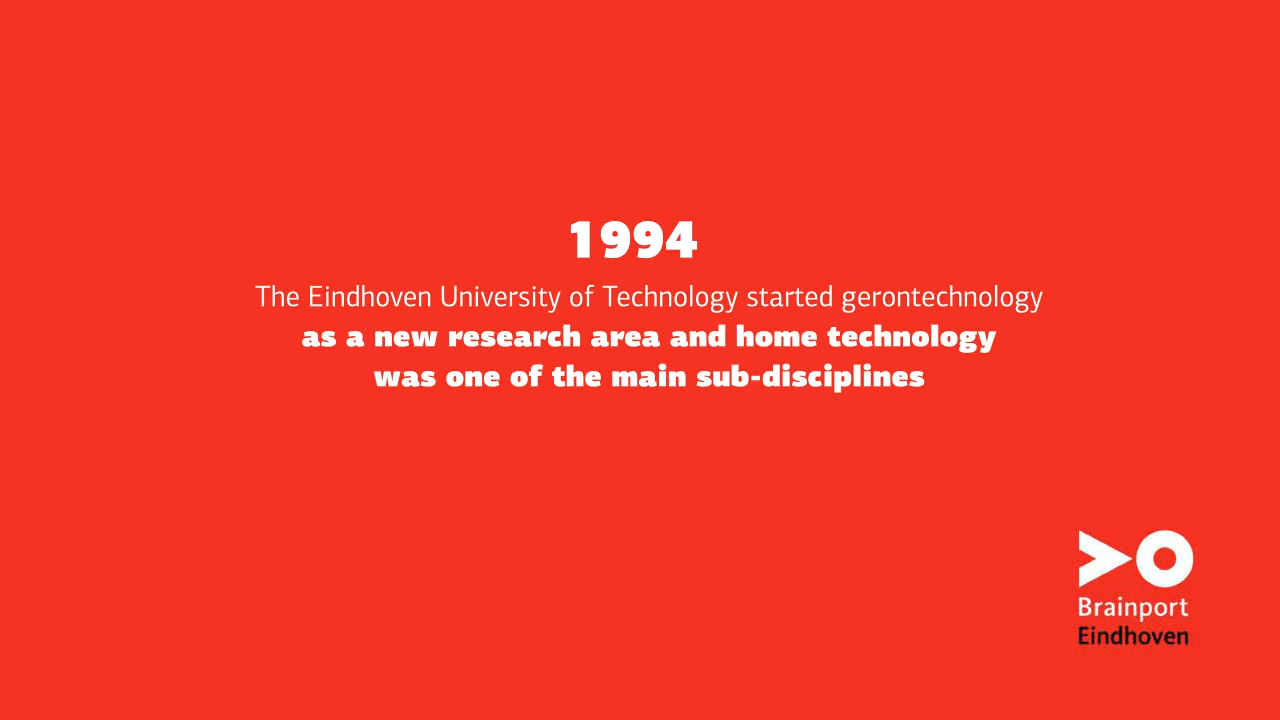 1994
The Eindhoven University of Technology started gerontechnology
as a new research area and home technology
was one of the main sub-disciplines
Brainport
Eindhoven